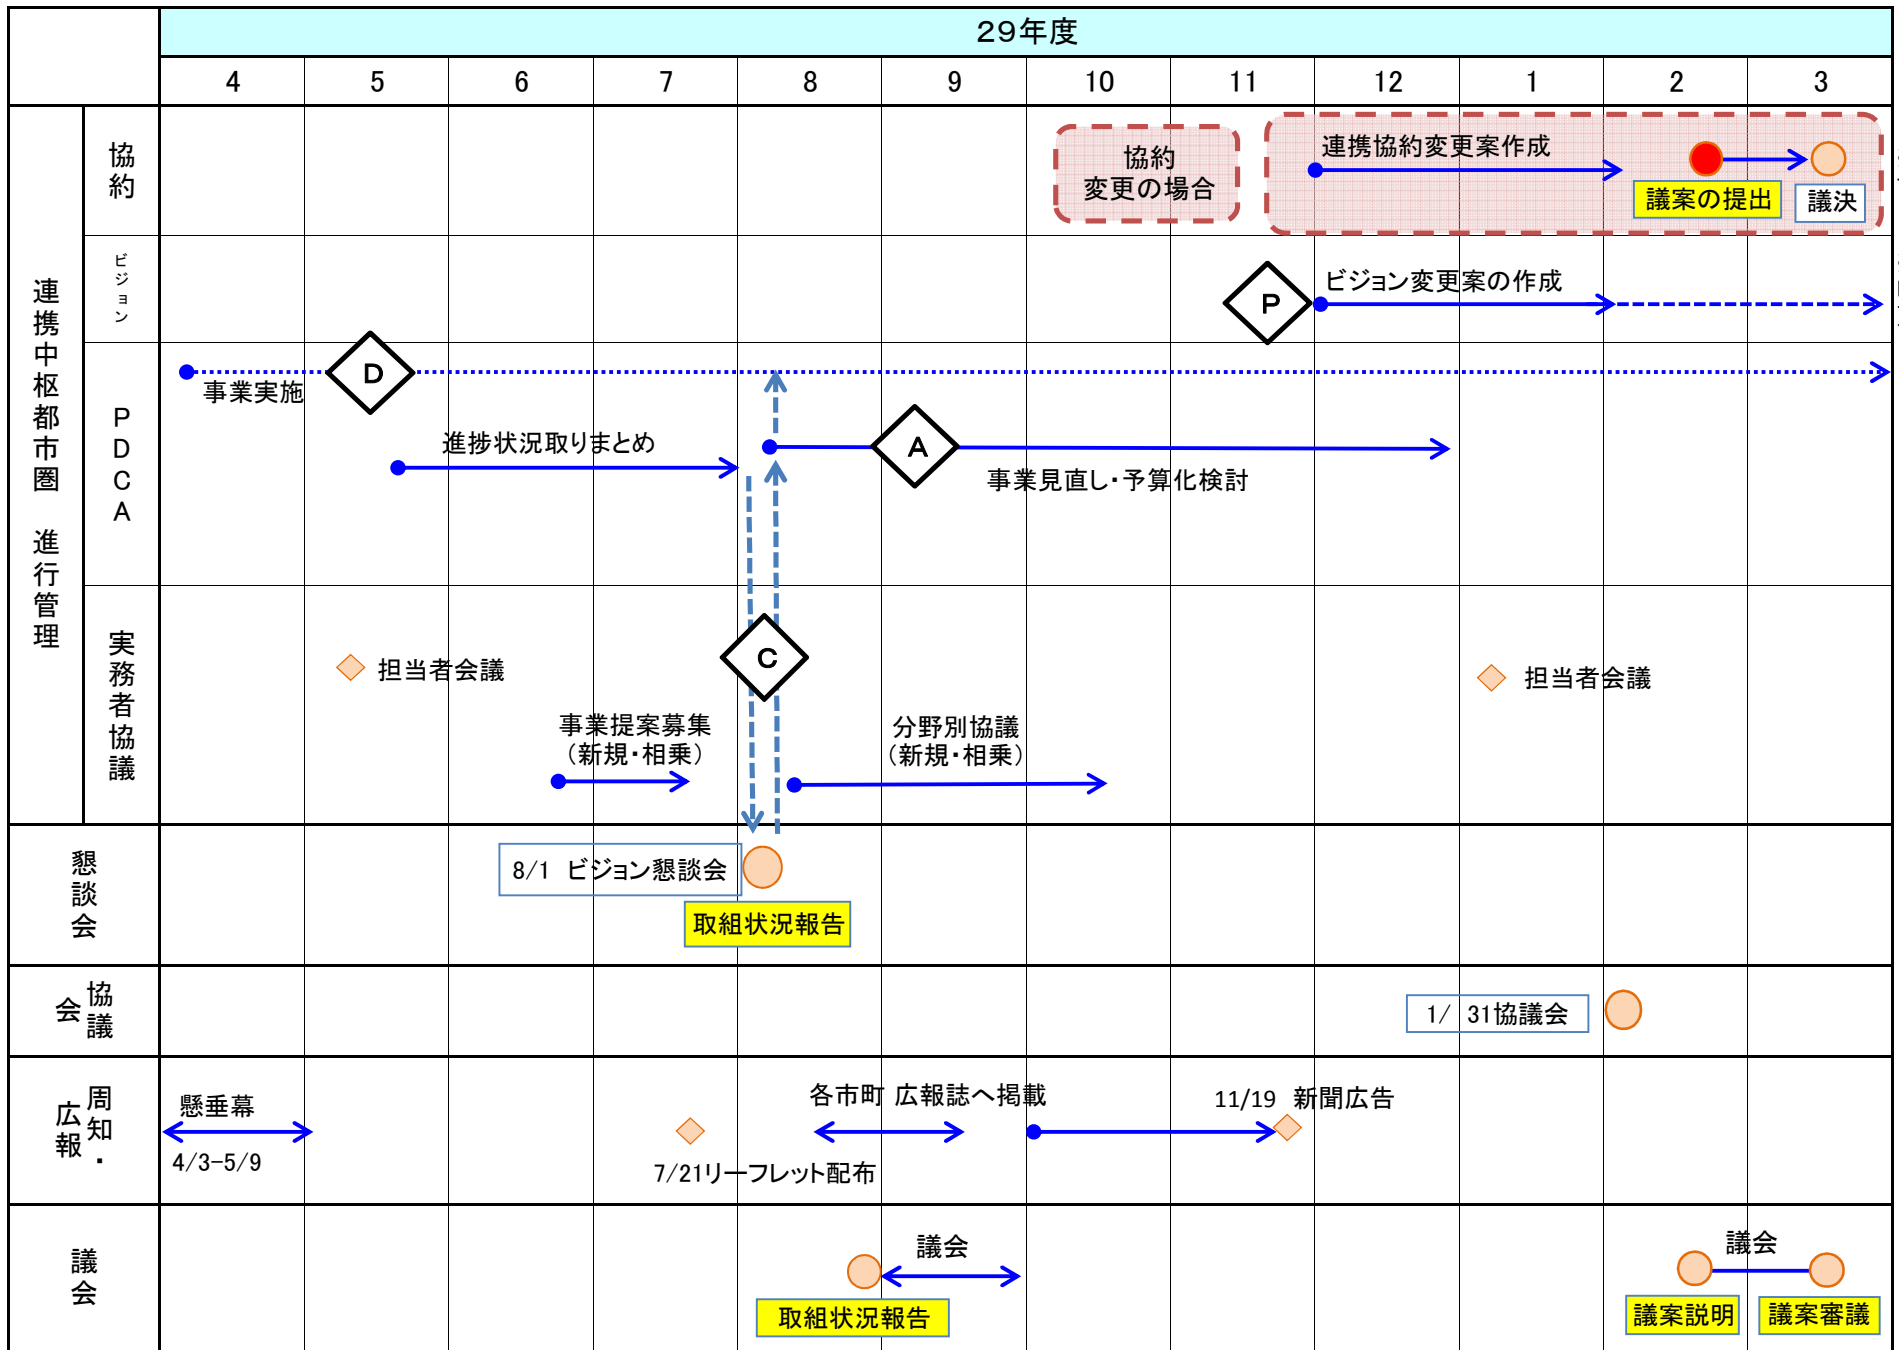 29年度
4 5 6 7 8 9 10 11 12 1 2 3
連携中枢都市圏 進行管理
協約
協約
変更の場合
連携協約変更案作成
議案の提出
議決
ビジョン
P
ビジョン変更案の作成
PDCA
D
事業実施
進捗状況取りまとめ
A
事業見直し・予算化検討
実務者協議
C
担当者会議
担当者会議
事業提案募集
（新規・相乗）
分野別協議
（新規・相乗）
懇談会
8/1 ビジョン懇談会
取組状況報告
協議会
1/ 31協議会
周知・広報
懸垂幕
4/3-5/9
7/21リーフレット配布
各市町 広報誌へ掲載
11/19 新聞広告
議会
議会
取組状況報告
議会
議案説明
議案審議